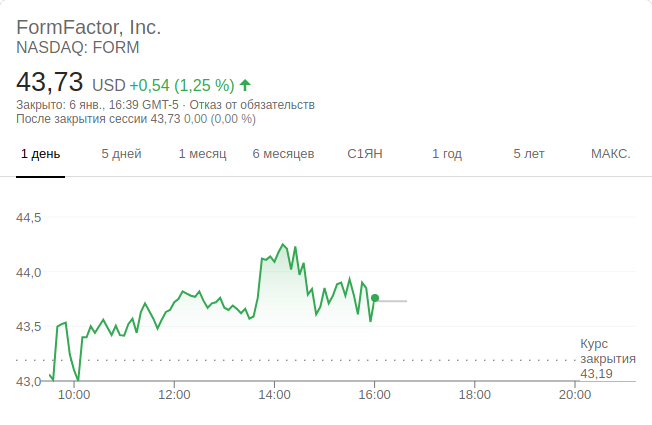 FormFactor, Inc.
NASDAQ: FORM
43,73 USD +0,54 (1,25 %)
Закрыто: 6 янв., 16:39 GMT-5 · Отказ от обязательств
После закрытия сессии 43,73 0,00 (0,00 %)
1 день 5 дней 1 месяц 6 месяцев С1ЯН 1 год 5 лет МАКС.
44,5
44,0
43,5
Курс
закрытия
43,19
43,0
10:00 12:00 14:00 16:00 18:00 20:00